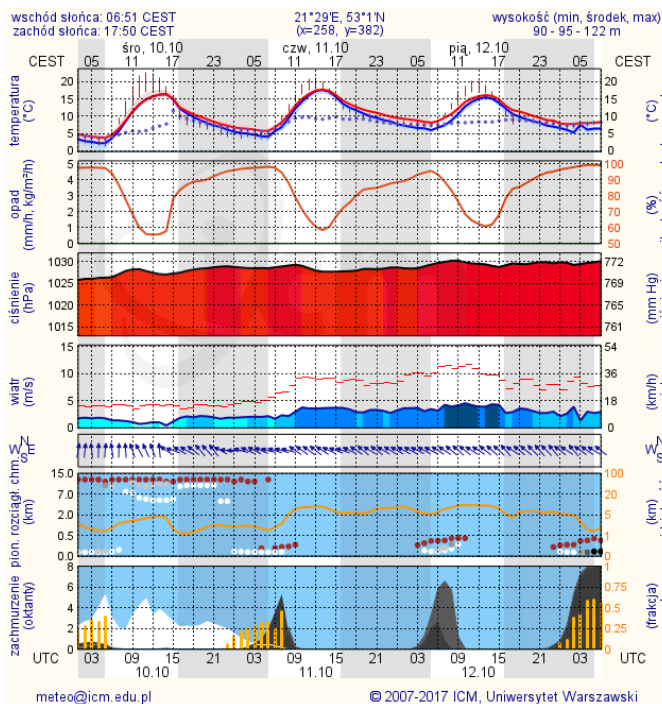 wschód słońca: 06:51 CEST 21°29'E, 53°1'N wysokość (min, środek, max)
zachód słońca: 17:50 CEST (x=258, y=382) 90 - 95 - 122 m
śro, 10.10 czw, 11.10 pią, 12.10
CEST 05 11 17 23 05 11 17 23 05 11 17 23 05 CEST
temperatura (°C) 20 15 10 5 0 20 15 10 5 0 (°C)
opad (mm/h, kg/m²/h) 5 4 3 2 1 0 100 90 80 70 60 50 (%)
ciśnienie (hPa) 1030 1025 1020 1015 772 769 765 761 (mm Hg)
wiatr (m/s) 15 10 5 0 54 36 18 0 (km/h)
N W E S N W E S
pion. rozciągł. chm. (km) 15.0 7.0 2.0 0.5 0.0 100 20 5 1 0 (km)
zachmurzenie (oktanty) 8 6 4 2 0 1 0.75 0.5 0.25 0 (frakcja)
UTC 03 09 15 21 03 09 15 21 03 09 15 21 03 UTC
10.10 11.10 12.10
meteo@icm.edu.pl © 2007-2017 ICM, Uniwersytet Warszawski